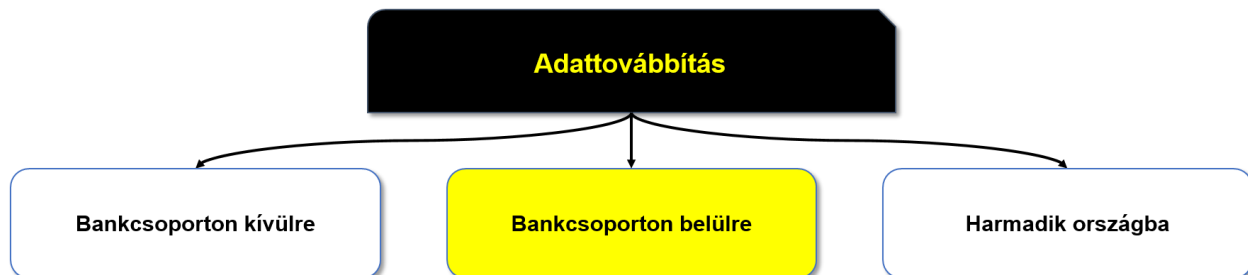 Adattovábbítás
Bankcsoporton kívülre
Bankcsoporton belülre
Harmadik országba